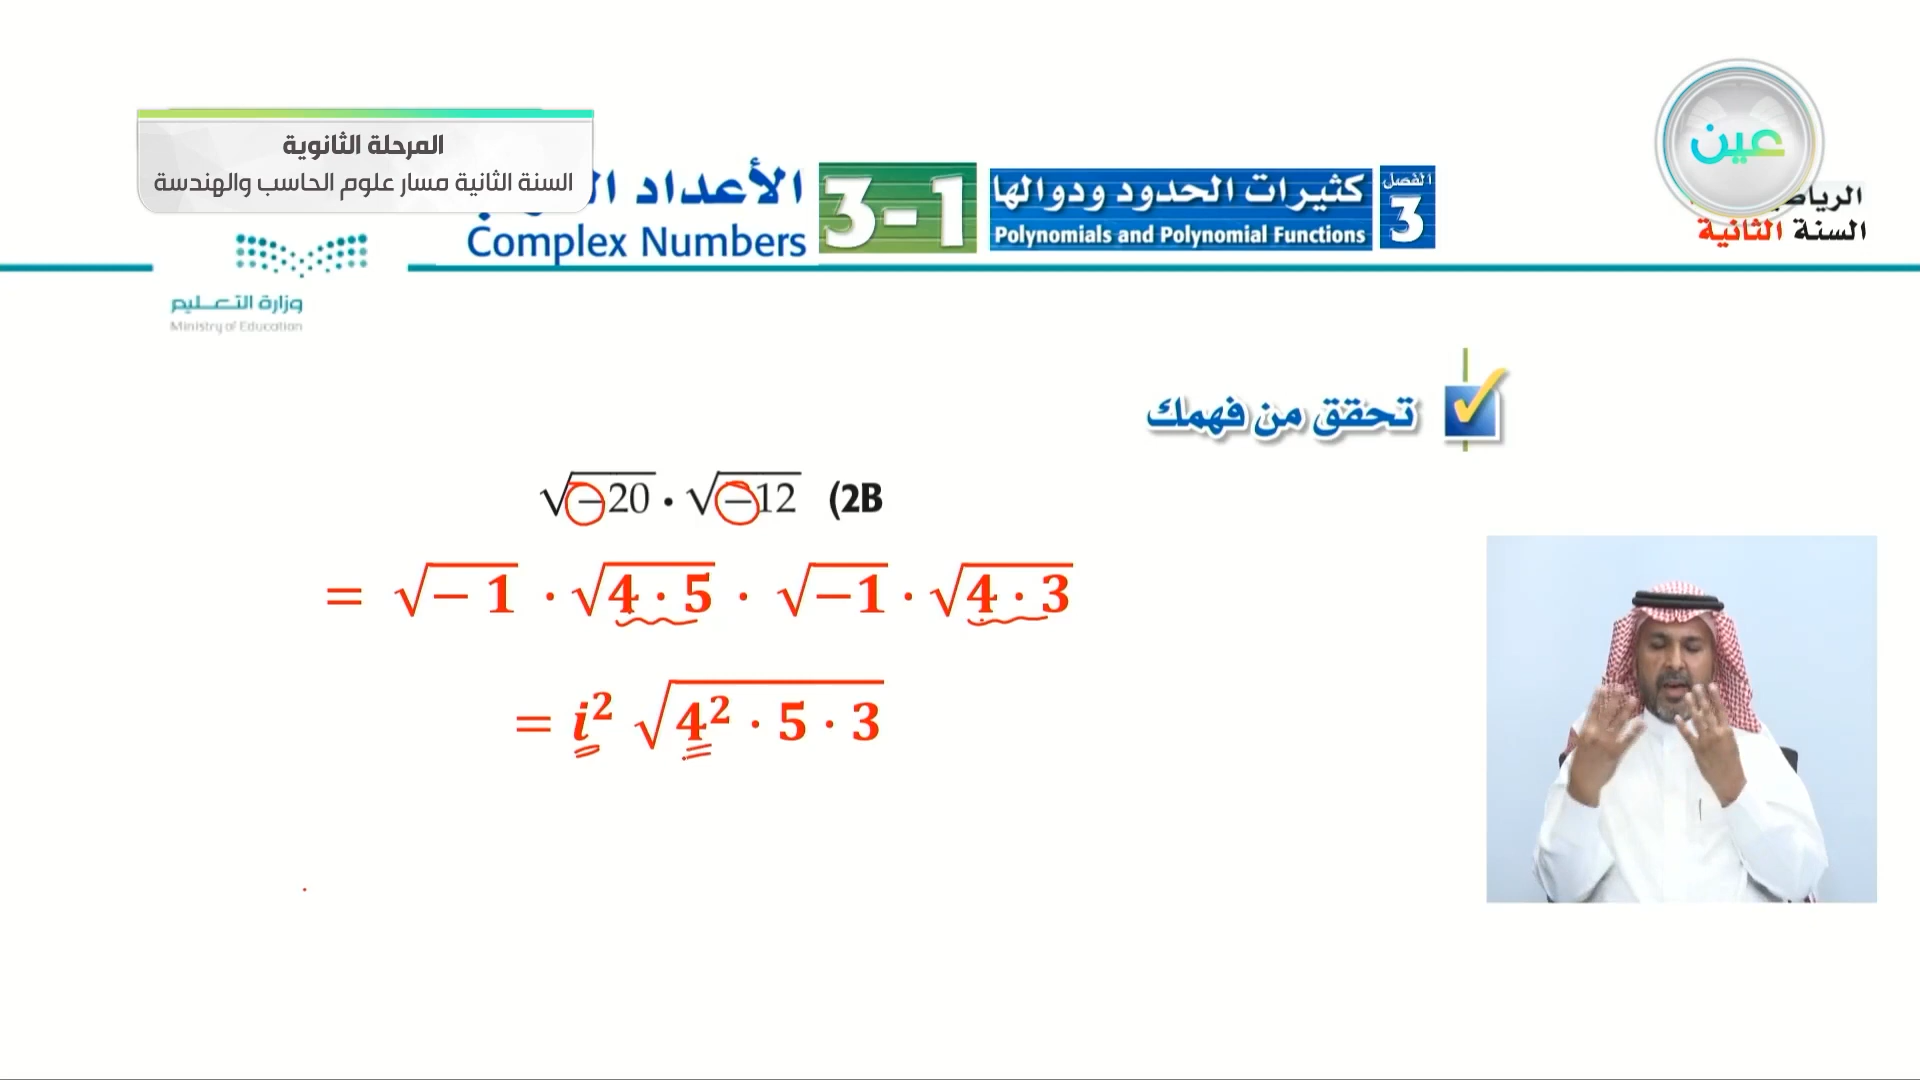 المرحلة الثانوية
السنة الثانية مسار علوم الحاسب والهندسة
عين
السنة الثانية
الفصل 3
كثيرات الحدود ودوالها
Polynomials and Polynomial Functions
3-1
الأعداد
Complex Numbers
وزارة التعليم
Ministry of Education
تحقق من فهمك
√−20 · √−12 (2B
= √−1 · √4·5 · √−1 · √4·3
= i² √4²·5·3